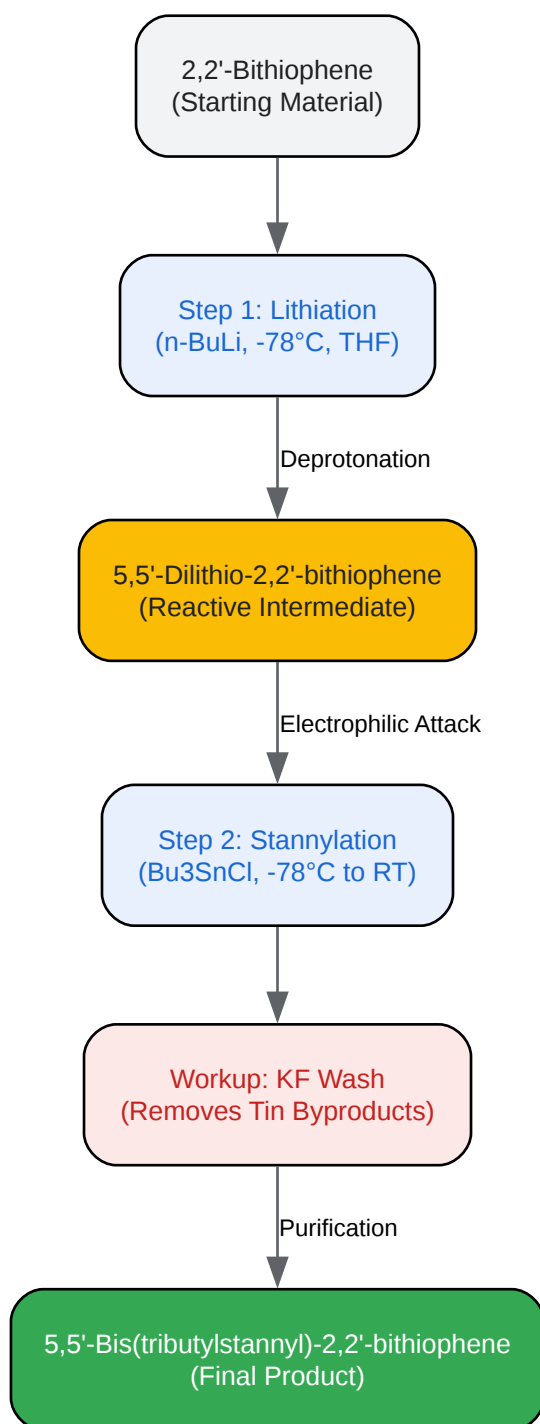 2,2'-Bithiophene
(Starting Material)
Step 1: Lithiation
(n-BuLi, -78°C, THF)
Deprotonation
5,5'-Dilithio-2,2'-bithiophene
(Reactive Intermediate)
Electrophilic Attack
Step 2: Stannylation
(Bu3SnCl, -78°C to RT)
Workup: KF Wash
(Removes Tin Byproducts)
Purification
5,5'-Bis(tributylstannyl)-2,2'-bithiophene
(Final Product)